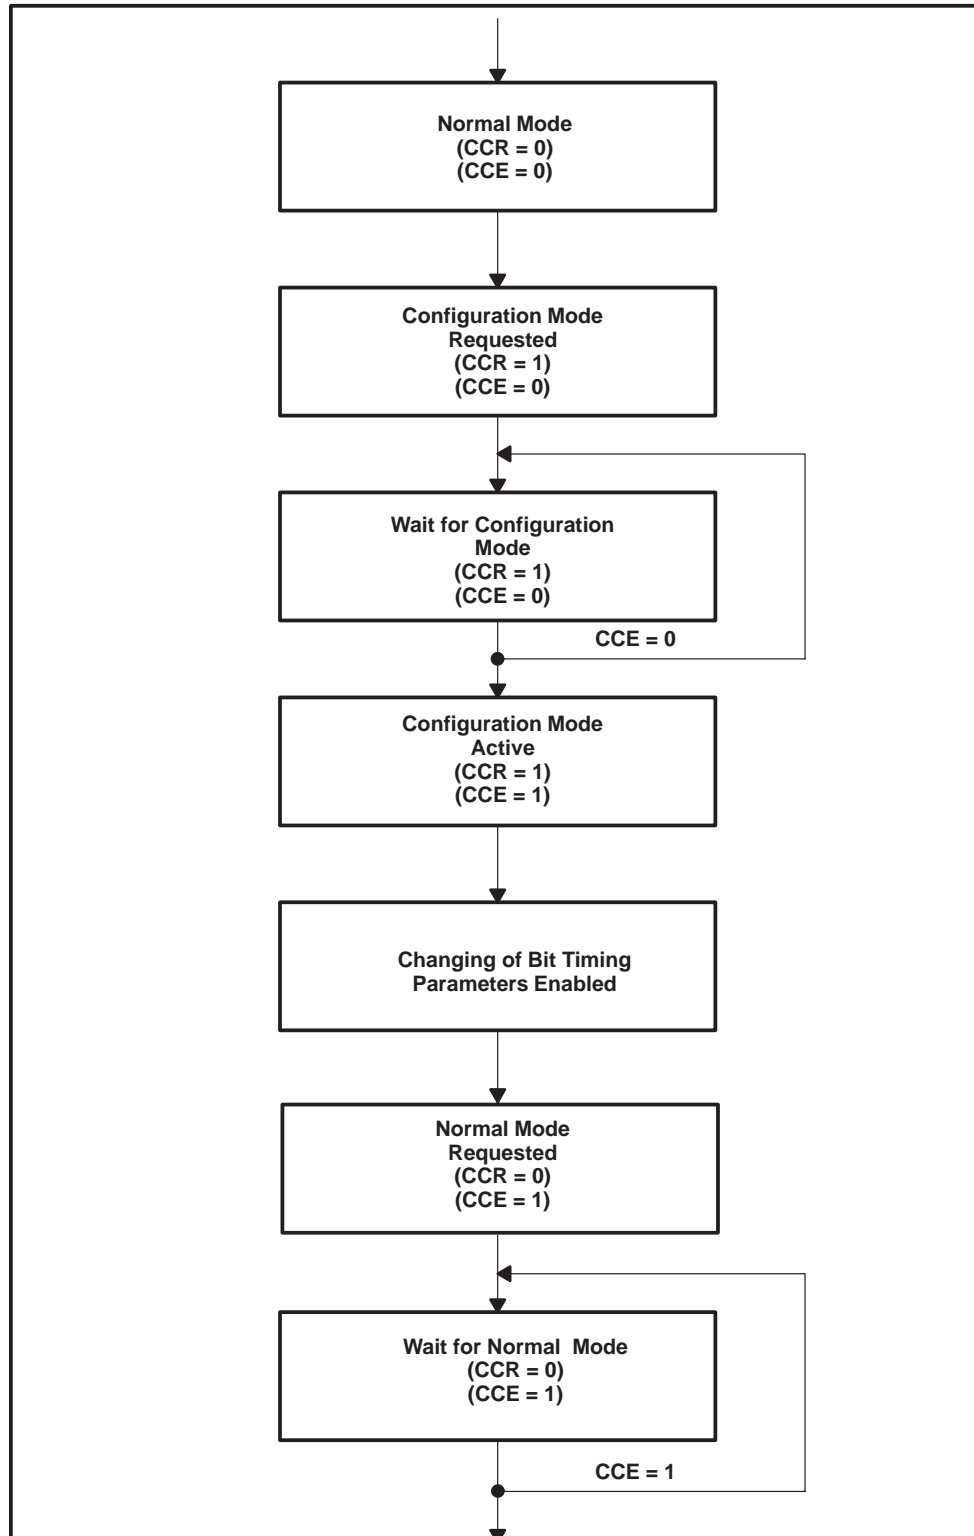 Normal Mode
(CCR = 0)
(CCE = 0)
Configuration Mode
Requested
(CCR = 1)
(CCE = 0)
Wait for Configuration
Mode
(CCR = 1)
(CCE = 0)
CCE = 0
Configuration Mode
Active
(CCR = 1)
(CCE = 1)
Changing of Bit Timing
Parameters Enabled
Normal Mode
Requested
(CCR = 0)
(CCE = 1)
Wait for Normal Mode
(CCR = 0)
(CCE = 1)
CCE = 1